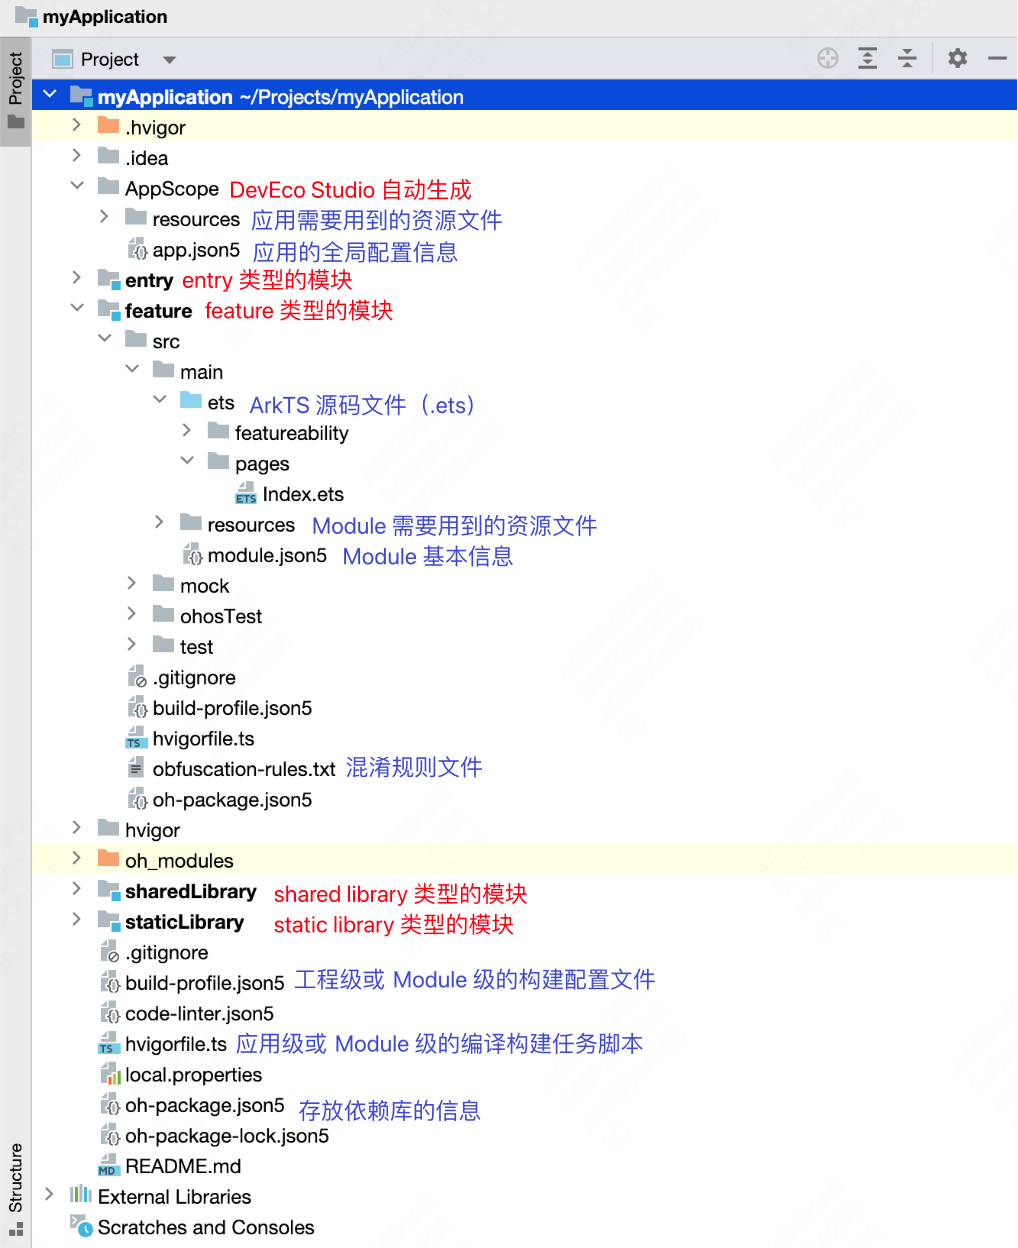 myApplication
Project
Project
myApplication ~/Projects/myApplication
.hvigor
.idea
AppScope DevEco Studio 自动生成
resources 应用需要用到的资源文件
app.json5 应用的全局配置信息
entry entry 类型的模块
feature feature 类型的模块
src
main
ets ArkTS 源码文件（.ets）
featureability
pages
ETS Index.ets
resources Module 需要用到的资源文件
module.json5 Module 基本信息
mock
ohosTest
test
.gitignore
build-profile.json5
TS hvigorfile.ts
obfuscation-rules.txt 混淆规则文件
oh-package.json5
hvigor
oh_modules
sharedLibrary shared library 类型的模块
staticLibrary static library 类型的模块
.gitignore
build-profile.json5 工程级或 Module 级的构建配置文件
code-linter.json5
TS hvigorfile.ts 应用级或 Module 级的编译构建任务脚本
local.properties
oh-package.json5 存放依赖库的信息
oh-package-lock.json5
MD README.md
Structure
External Libraries
Scratches and Consoles